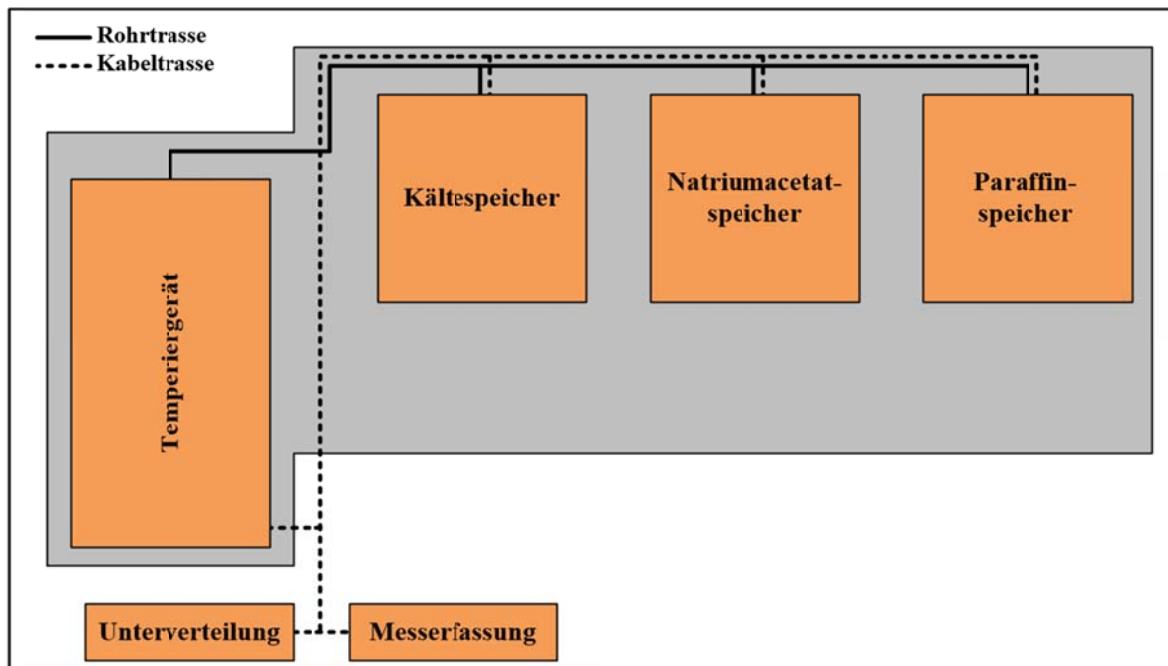 Rohrtrasse
Kabeltrasse
Kältespeicher
Natriumacetat-
speicher
Paraffin-
speicher
Temperiergerät
Unterverteilung
Messerfassung